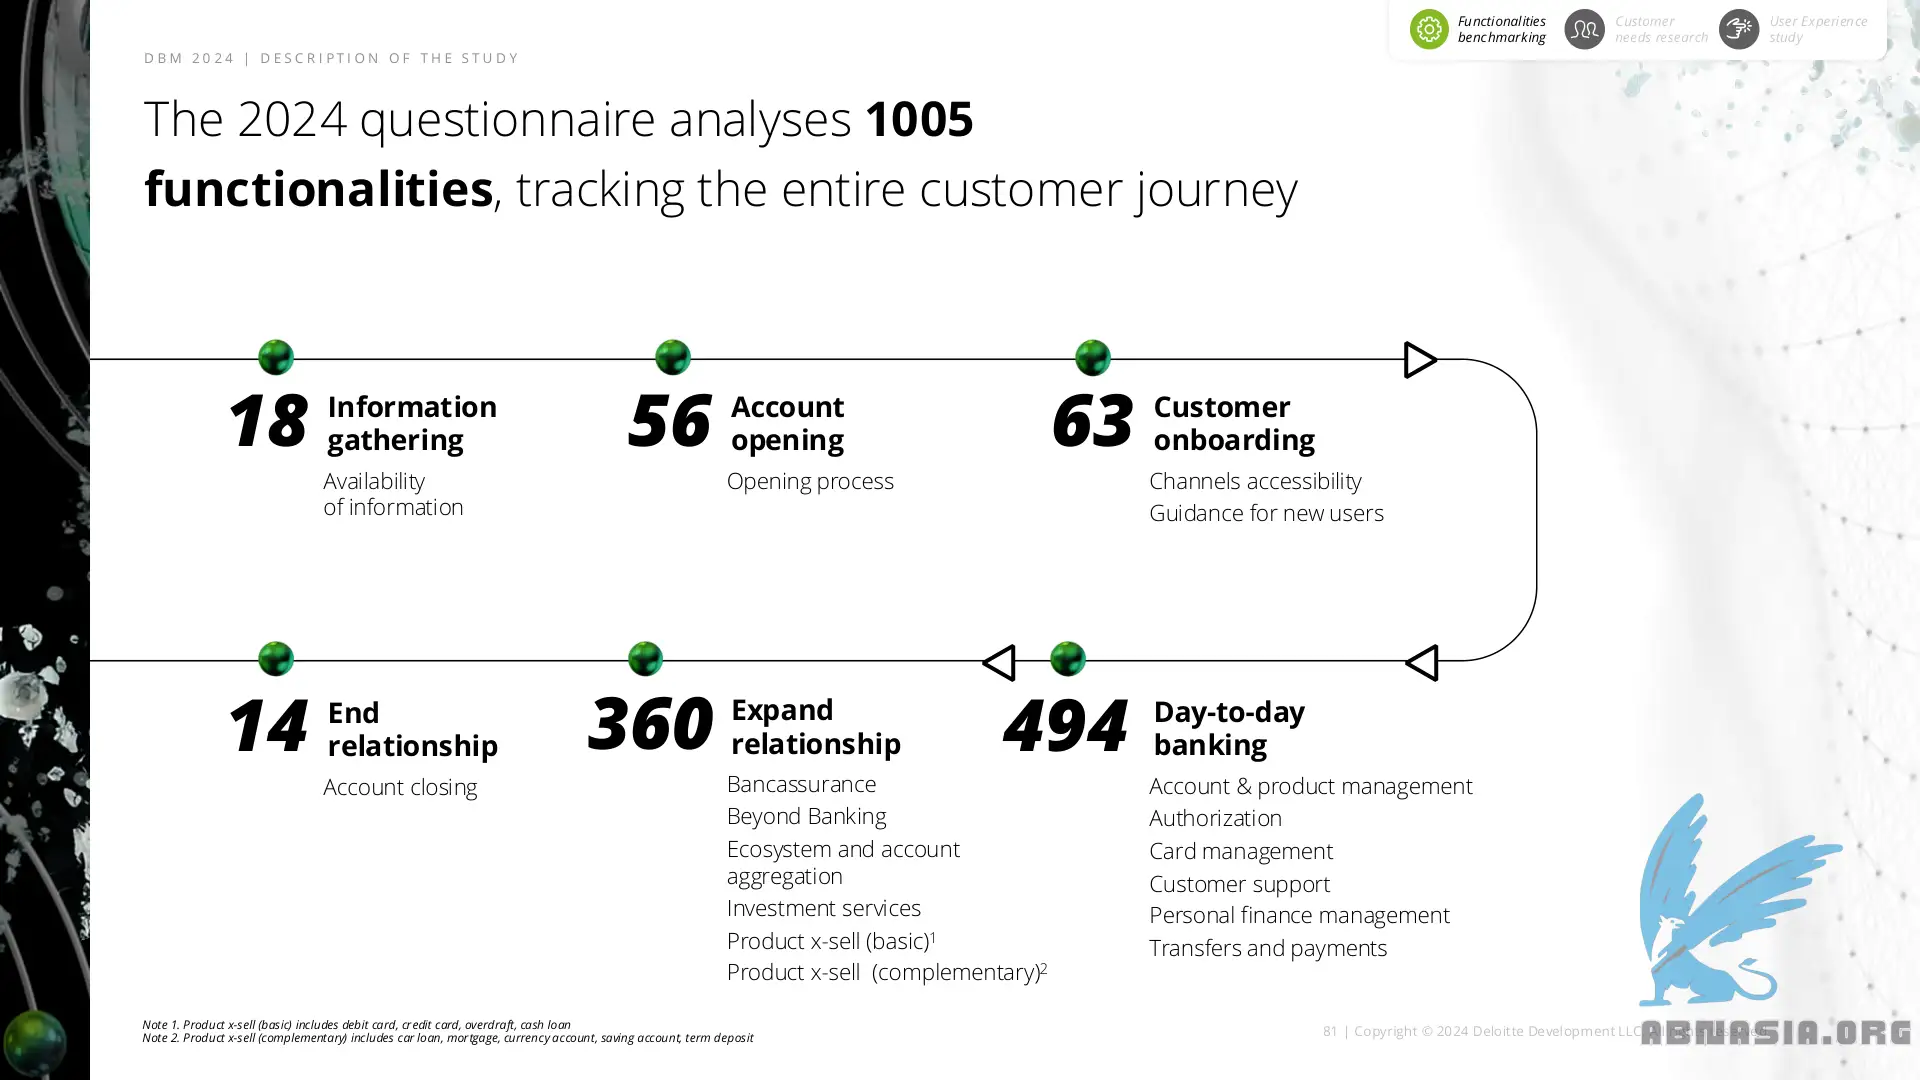 Functionalities
benchmarking
Customer
needs research
User Experience
study
DBM 2024 | DESCRIPTION OF THE STUDY
The 2024 questionnaire analyses 1005
functionalities, tracking the entire customer journey
18 Information
gathering
Availability
of information
56 Account
opening
Opening process
63 Customer
onboarding
Channels accessibility
Guidance for new users
14 End
relationship
Account closing
360 Expand
relationship
Bancassurance
Beyond Banking
Ecosystem and account
aggregation
Investment services
Product x-sell (basic)¹
Product x-sell (complementary)²
494 Day-to-day
banking
Account & product management
Authorization
Card management
Customer support
Personal finance management
Transfers and payments
Note 1. Product x-sell (basic) includes debit card, credit card, overdraft, cash loan
Note 2. Product x-sell (complementary) includes car loan, mortgage, currency account, saving account, term deposit
81 | Copyright © 2024 Deloitte Development LLC. All rights reserved.
ABNASIA.ORG